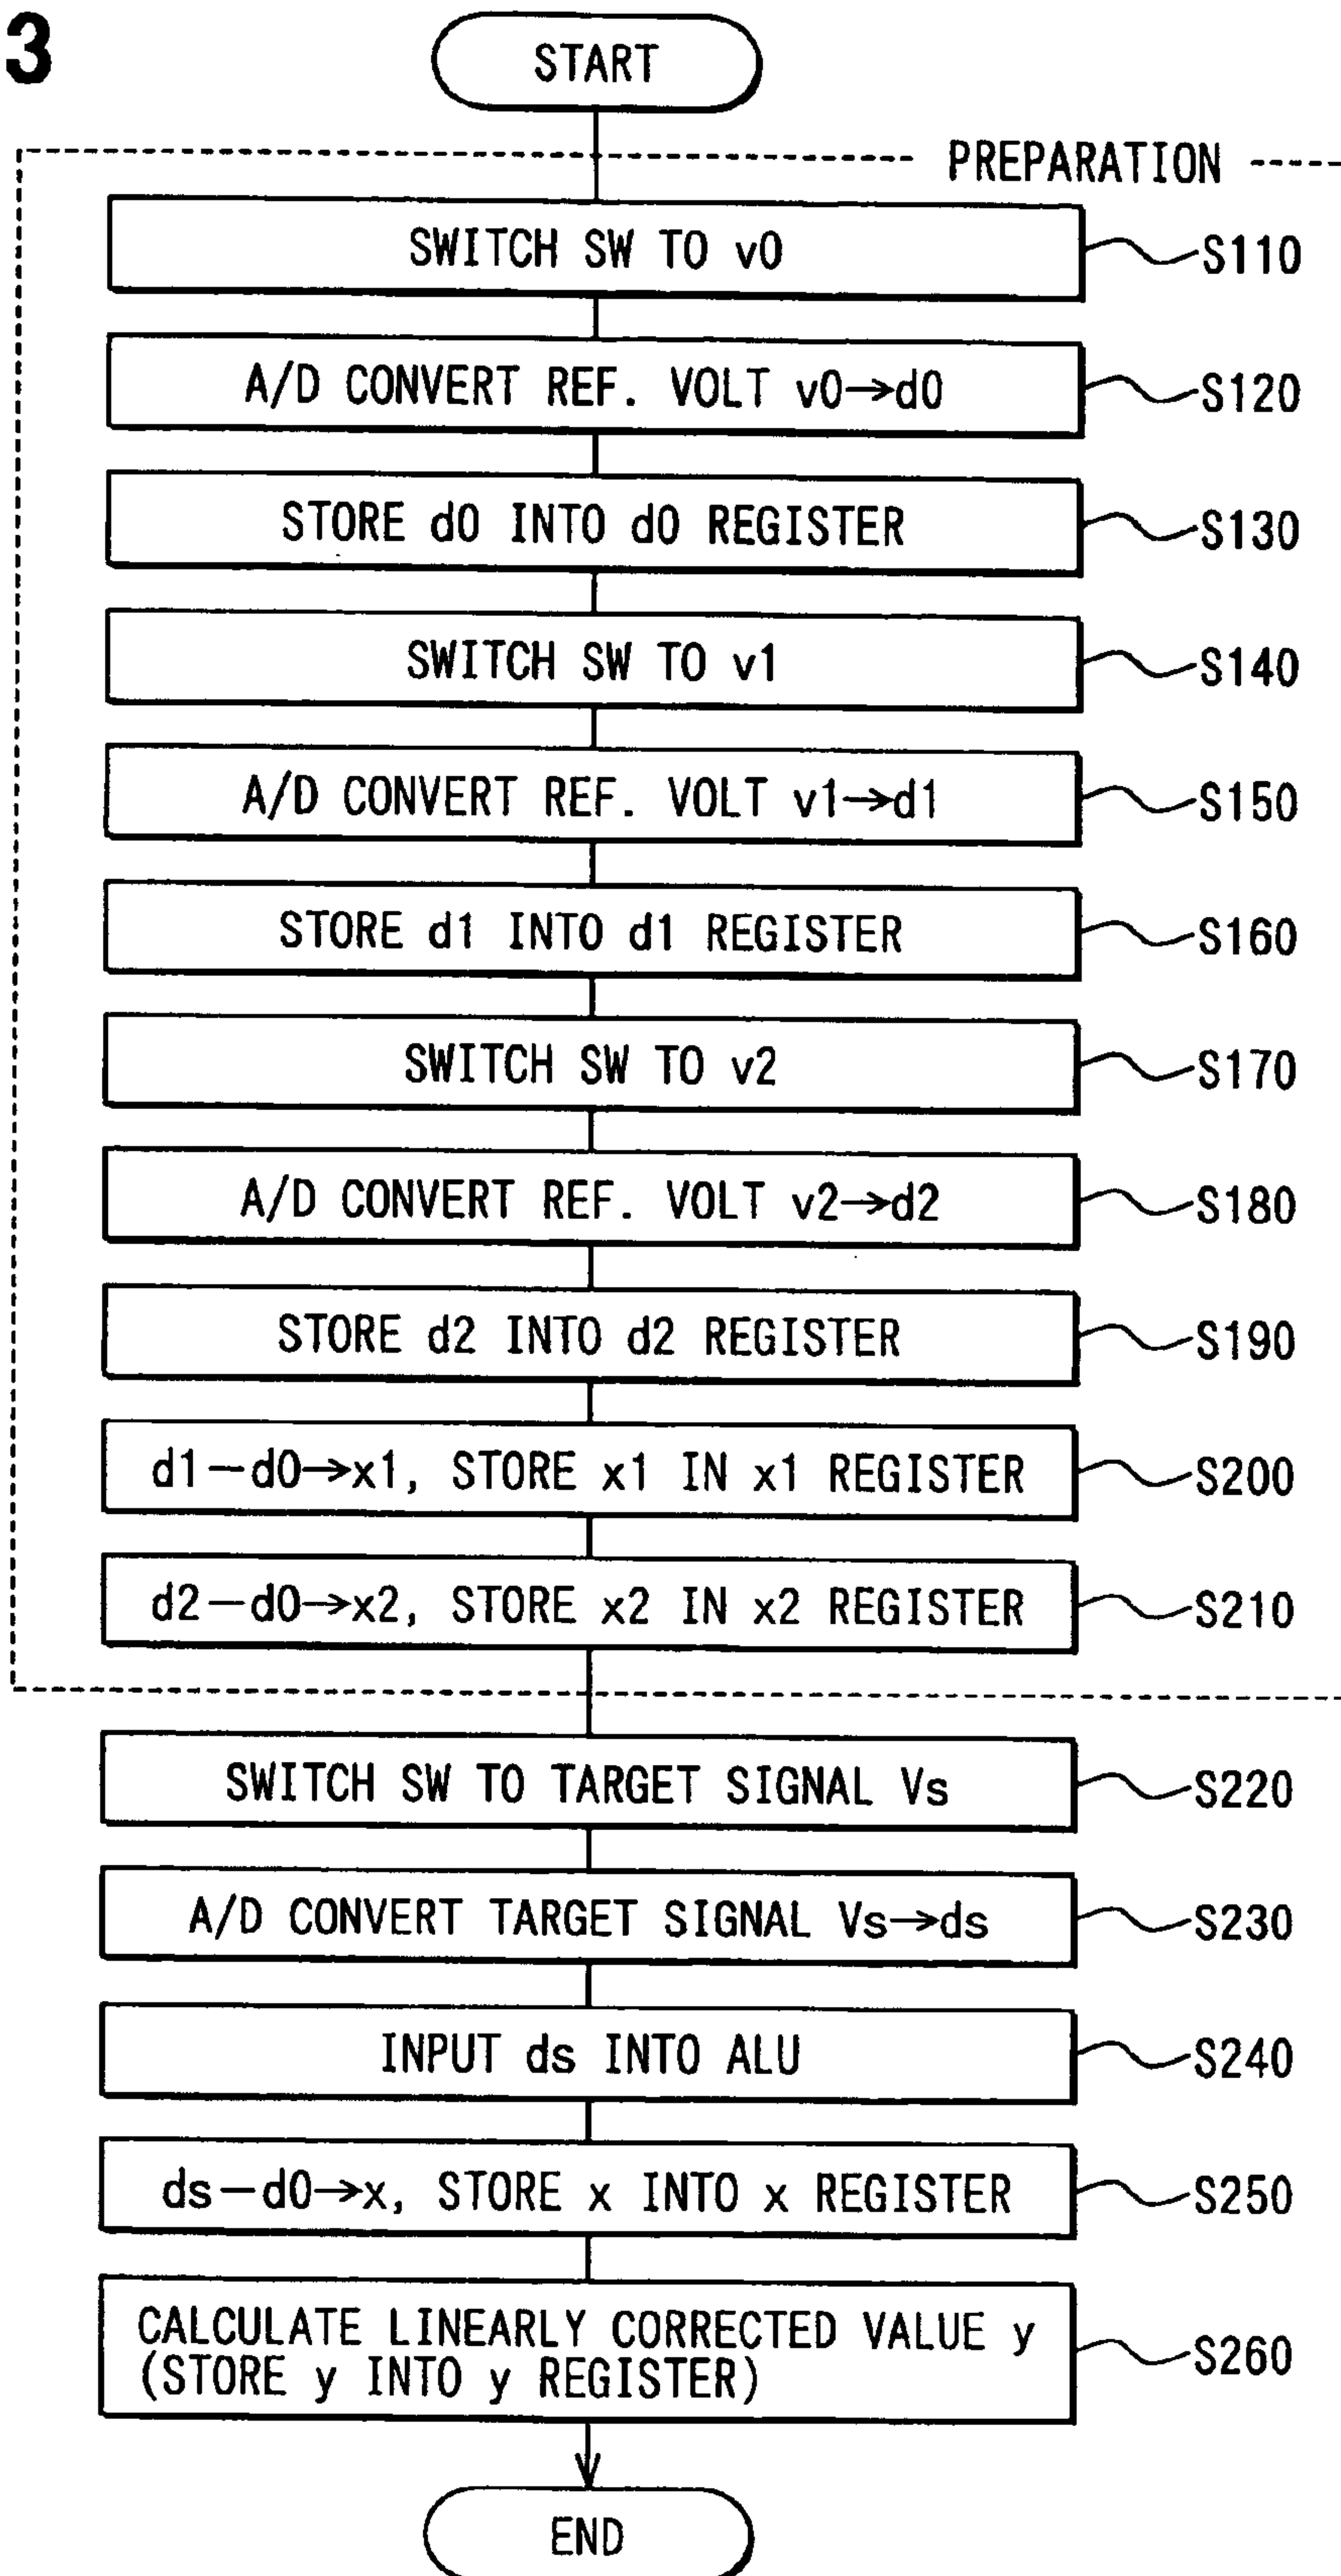 3
START
PREPARATION
SWITCH SW TO v0
S110
A/D CONVERT REF. VOLT v0→d0
S120
STORE d0 INTO d0 REGISTER
S130
SWITCH SW TO v1
S140
A/D CONVERT REF. VOLT v1→d1
S150
STORE d1 INTO d1 REGISTER
S160
SWITCH SW TO v2
S170
A/D CONVERT REF. VOLT v2→d2
S180
STORE d2 INTO d2 REGISTER
S190
d1−d0→x1, STORE x1 IN x1 REGISTER
S200
d2−d0→x2, STORE x2 IN x2 REGISTER
S210
SWITCH SW TO TARGET SIGNAL Vs
S220
A/D CONVERT TARGET SIGNAL Vs→ds
S230
INPUT ds INTO ALU
S240
ds−d0→x, STORE x INTO x REGISTER
S250
CALCULATE LINEARLY CORRECTED VALUE y
(STORE y INTO y REGISTER)
S260
END